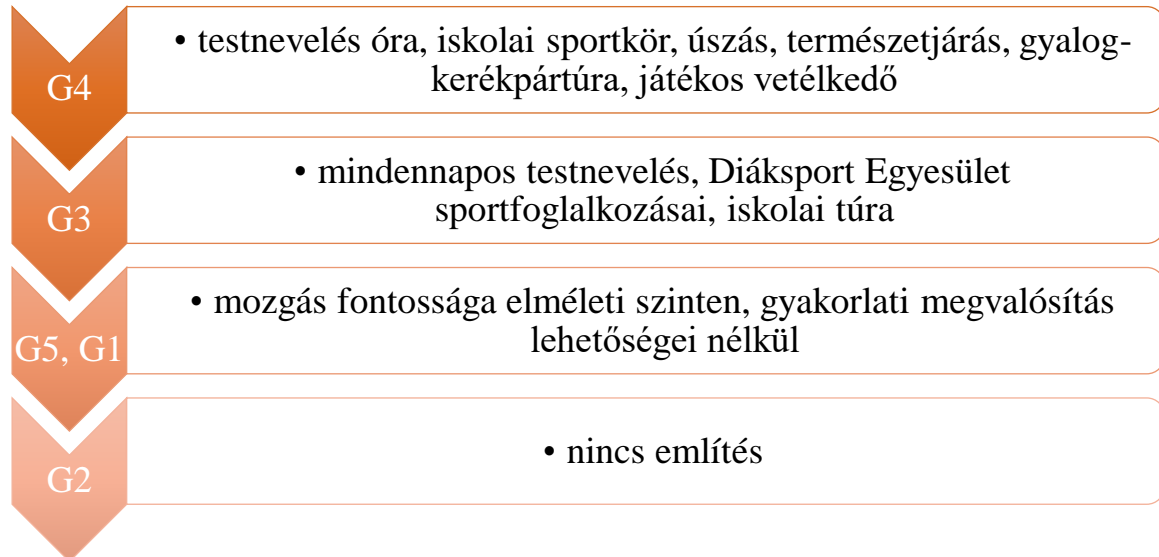 G4
• testnevelés óra, iskolai sportkör, úszás, természetjárás, gyalog-
kerékpártúra, játékos vetélkedő
G3
• mindennapos testnevelés, Diáksport Egyesület
sportfoglalkozásai, iskolai túra
G5, G1
• mozgás fontossága elméleti szinten, gyakorlati megvalósítás
lehetőségei nélkül
G2
• nincs említés